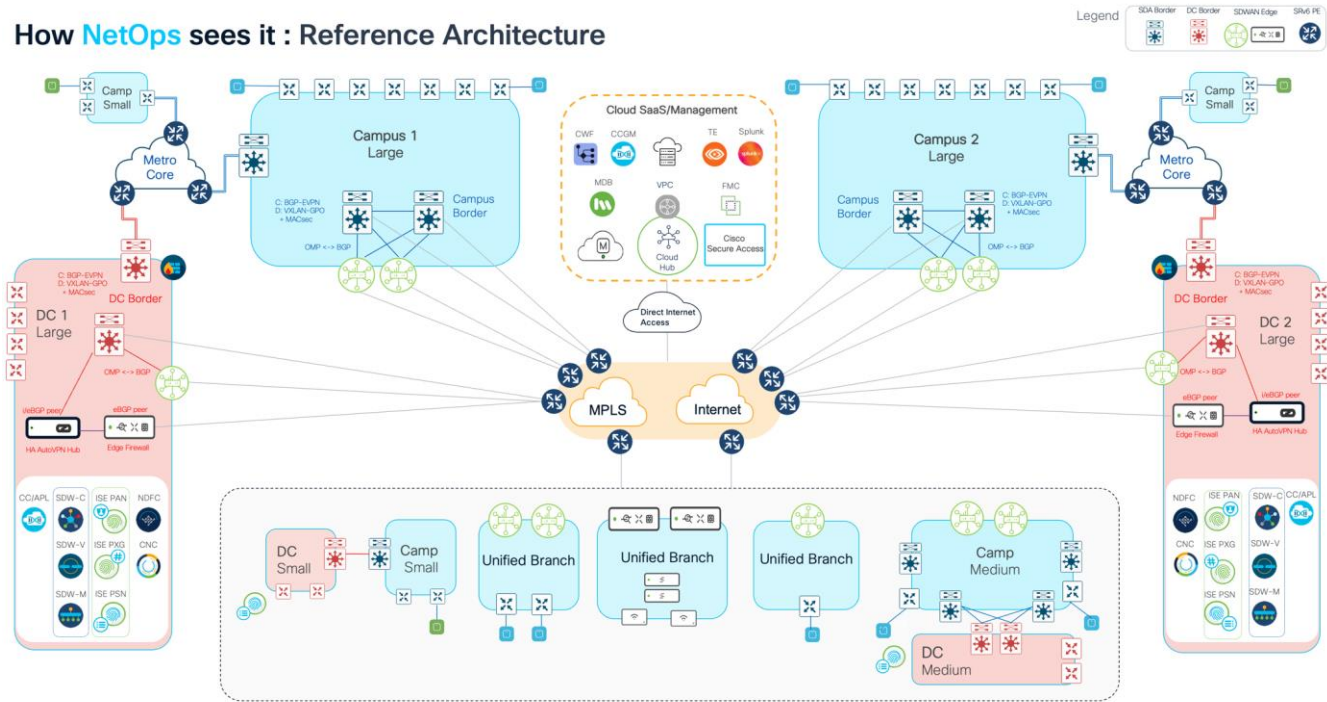 How NetOps sees it : Reference Architecture
Legend
SDA Border
DC Border
SDWAN Edge
SRv6 PE
Camp
Small
Metro
Core
Campus 1
Large
C: BGP-EVPN
D: VXLAN-GPO
+ MACsec
Campus
Border
OMP <-> BGP
Cloud SaaS/Management
CWF
CCGM
TE
Splunk
MDB
VPC
FMC
M
Cloud
Hub
Cisco
Secure Access
Direct Internet
Access
Campus 2
Large
Campus
Border
C: BGP-EVPN
D: VXLAN-GPO
+ MACsec
OMP <-> BGP
Camp
Small
Metro
Core
C: BGP-EVPN
D: VXLAN-GPO
+ MACsec
DC Border
DC 1
Large
OMP <-> BGP
i/eBGP peer
eBGP peer
HA AutoVPN Hub
Edge Firewall
CC/APL
SDW-C
ISE PAN
NDFC
SDW-V
ISE PXG
CNC
SDW-M
ISE PSN
MPLS
Internet
C: BGP-EVPN
D: VXLAN-GPO
+ MACsec
DC Border
DC 2
Large
OMP <-> BGP
eBGP peer
i/eBGP peer
Edge Firewall
HA AutoVPN Hub
NDFC
ISE PAN
SDW-C
CC/APL
CNC
ISE PXG
SDW-V
ISE PSN
SDW-M
DC
Small
Camp
Small
Unified Branch
Unified Branch
Unified Branch
Camp
Medium
DC
Medium